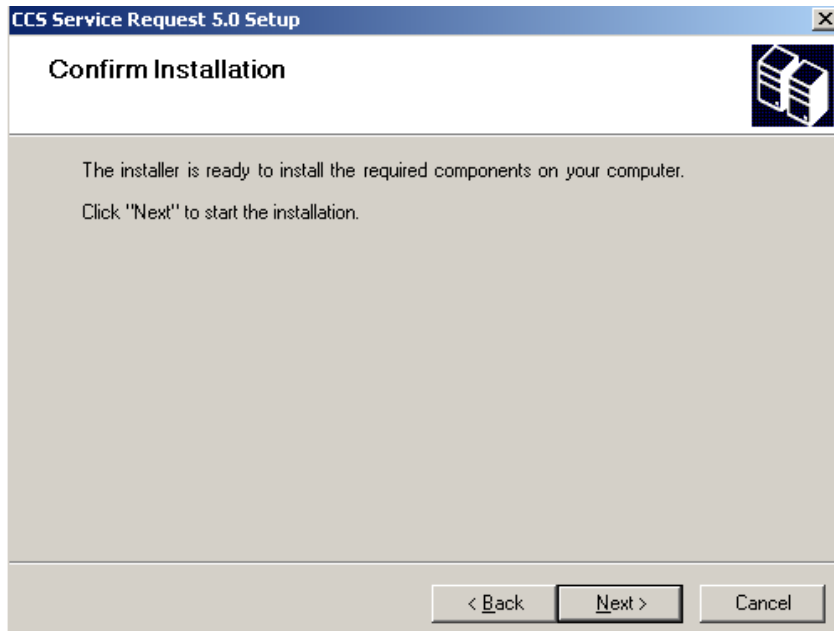 CCS Service Request 5.0 Setup
Confirm Installation
The installer is ready to install the required components on your computer.
Click "Next" to start the installation.
< Back
Next >
Cancel